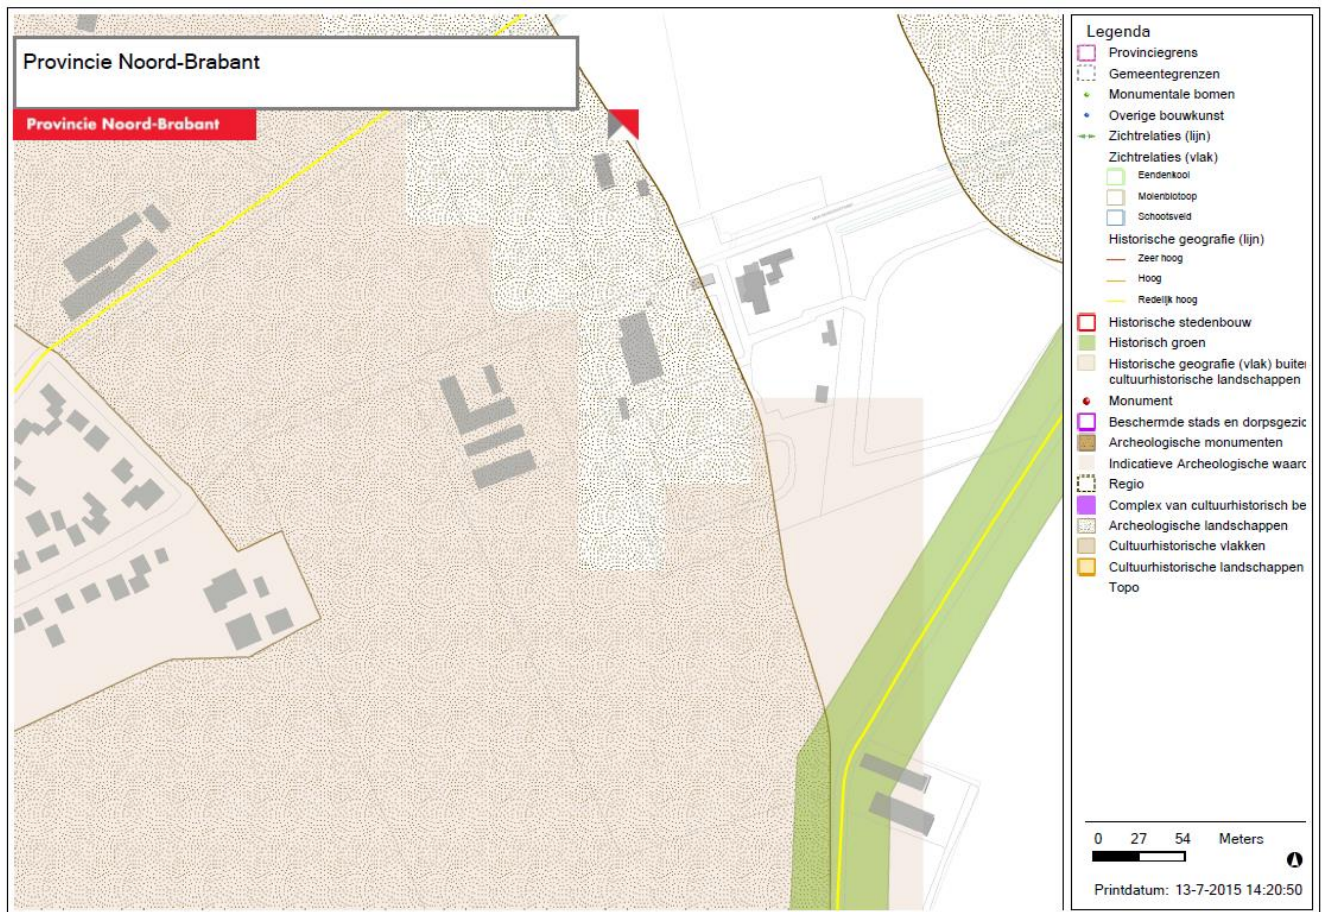 Provincie Noord-Brabant
Provincie Noord-Brabant
Legenda
Provinciegrens
Gemeentegrenzen
Monumentale bomen
Overige bouwkunst
Zichtrelaties (lijn)
Zichtrelaties (vlak)
Eendenkooi
Molenbiotoop
Schootsveld
Historische geografie (lijn)
Zeer hoog
Hoog
Redelijk hoog
Historische stedenbouw
Historisch groen
Historische geografie (vlak) buite
cultuurhistorische landschappen
Monument
Beschermde stads en dorpsgezic
Archeologische monumenten
Indicatieve Archeologische waard
Regio
Complex van cultuurhistorisch be
Archeologische landschappen
Cultuurhistorische vlakken
Cultuurhistorische landschappen
Topo
0 27 54 Meters
Printdatum: 13-7-2015 14:20:50